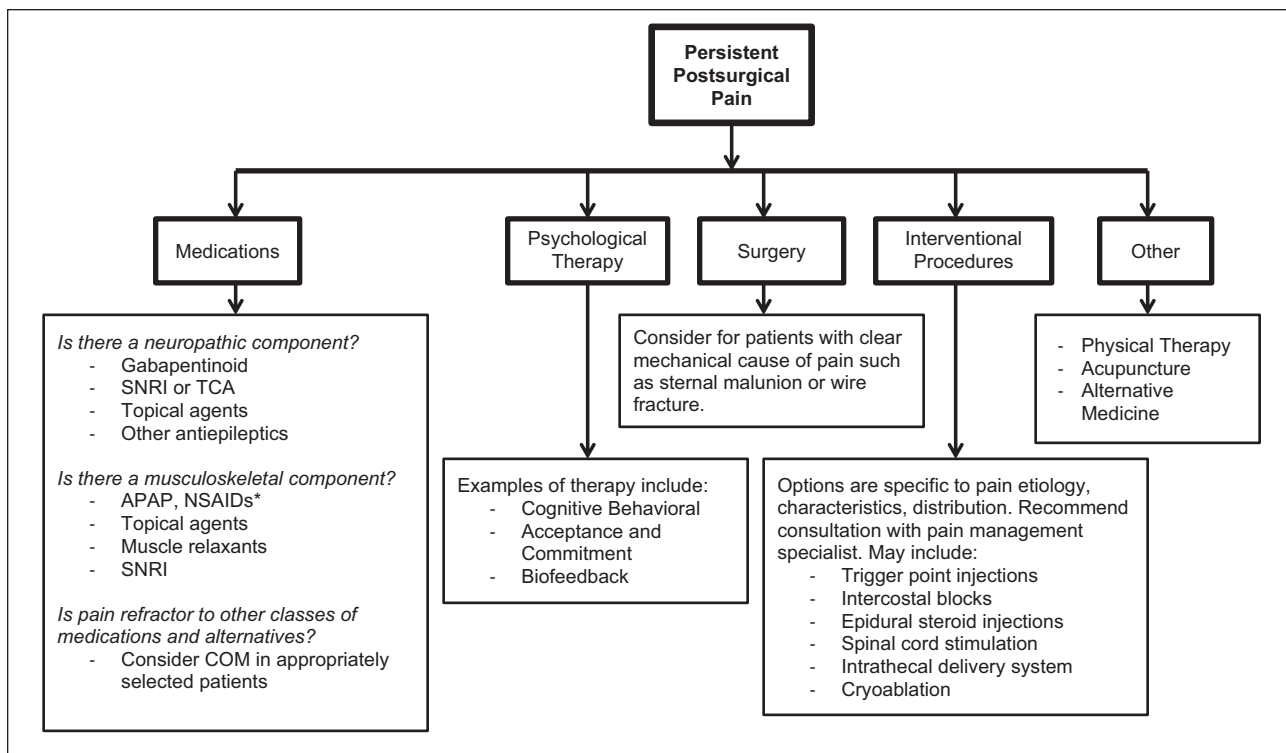 Persistent
Postsurgical
Pain
Medications
Psychological
Therapy
Surgery
Interventional
Procedures
Other
Is there a neuropathic component?
- Gabapentinoid
- SNRI or TCA
- Topical agents
- Other antiepileptics
Is there a musculoskeletal component?
- APAP, NSAIDs*
- Topical agents
- Muscle relaxants
- SNRI
Is pain refractor to other classes of
medications and alternatives?
- Consider COM in appropriately
selected patients
Examples of therapy include:
- Cognitive Behavioral
- Acceptance and
Commitment
- Biofeedback
Consider for patients with clear
mechanical cause of pain such
as sternal malunion or wire
fracture.
Options are specific to pain etiology,
characteristics, distribution. Recommend
consultation with pain management
specialist. May include:
- Trigger point injections
- Intercostal blocks
- Epidural steroid injections
- Spinal cord stimulation
- Intrathecal delivery system
- Cryoablation
- Physical Therapy
- Acupuncture
- Alternative
Medicine